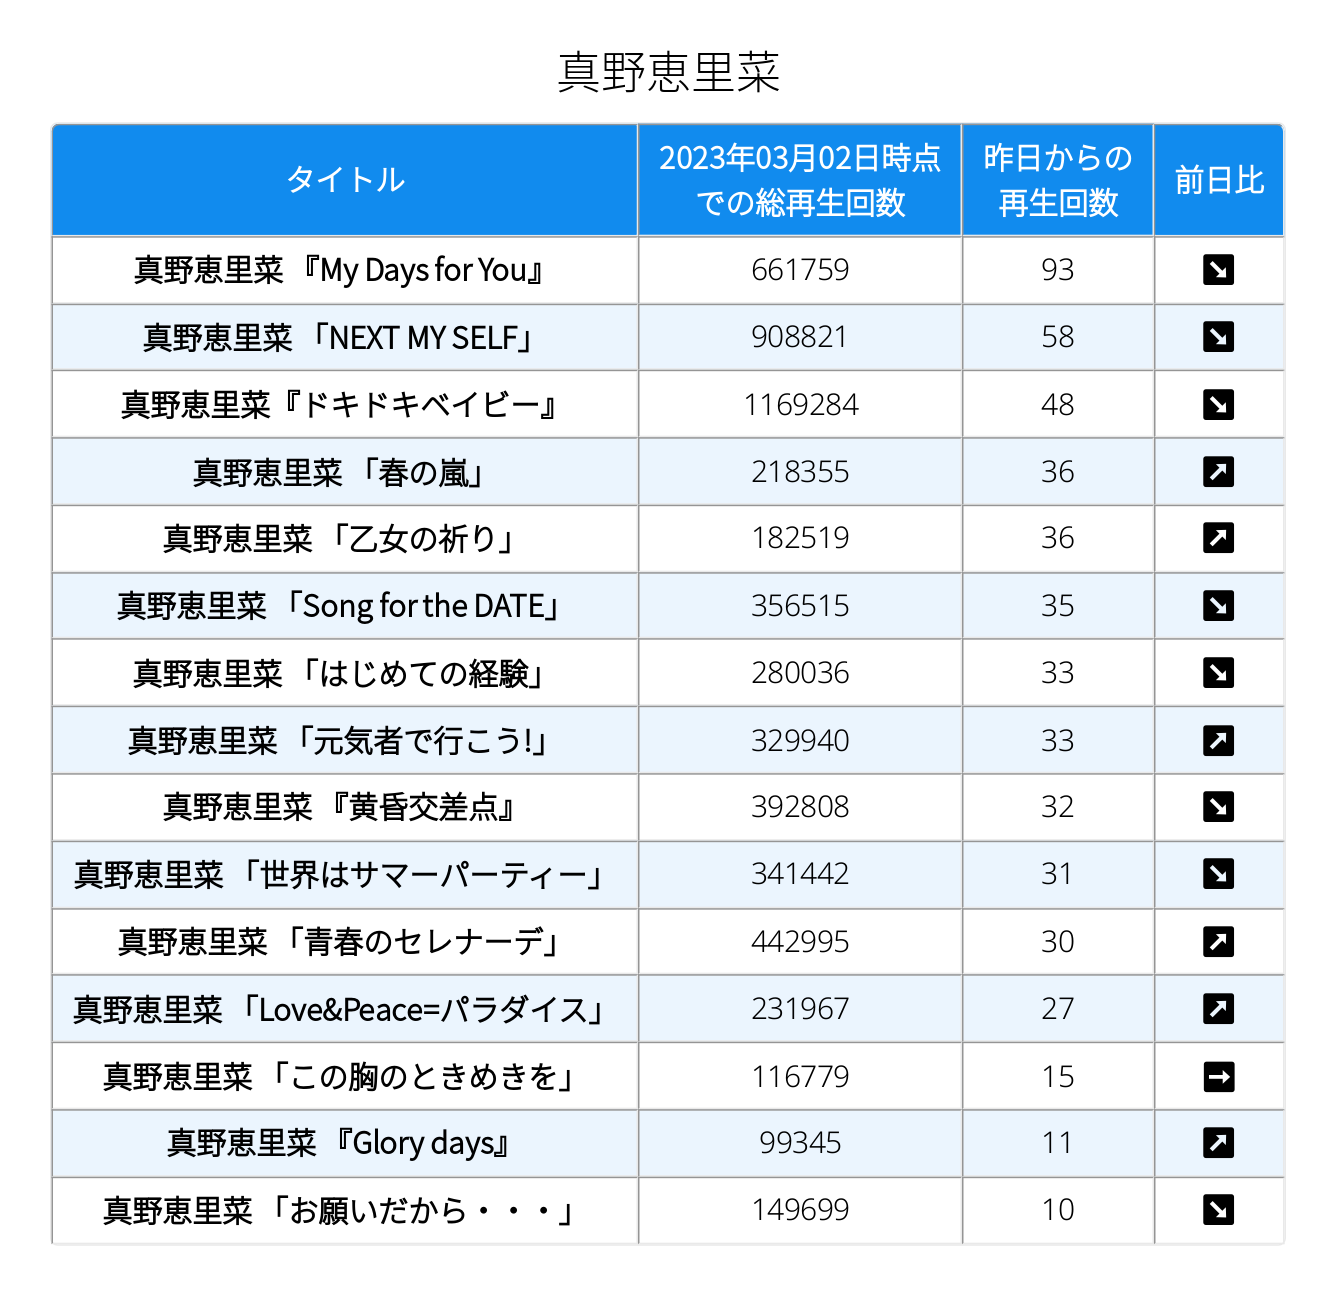 真野恵里菜
タイトル
2023年03月02日時点
での総再生回数
昨日からの
再生回数
前日比
真野恵里菜 『My Days for You』 661759 93 ↘
真野恵里菜 「NEXT MY SELF」 908821 58 ↘
真野恵里菜『ドキドキベイビー』 1169284 48 ↘
真野恵里菜 「春の嵐」 218355 36 ↗
真野恵里菜 「乙女の祈り」 182519 36 ↗
真野恵里菜 「Song for the DATE」 356515 35 ↘
真野恵里菜 「はじめての経験」 280036 33 ↘
真野恵里菜 「元気者で行こう!」 329940 33 ↗
真野恵里菜 『黄昏交差点』 392808 32 ↘
真野恵里菜 「世界はサマーパーティー」 341442 31 ↘
真野恵里菜 「青春のセレナーデ」 442995 30 ↗
真野恵里菜 「Love&Peace=パラダイス」 231967 27 ↗
真野恵里菜 「この胸のときめきを」 116779 15 →
真野恵里菜 『Glory days』 99345 11 ↗
真野恵里菜 「お願いだから・・・」 149699 10 ↘